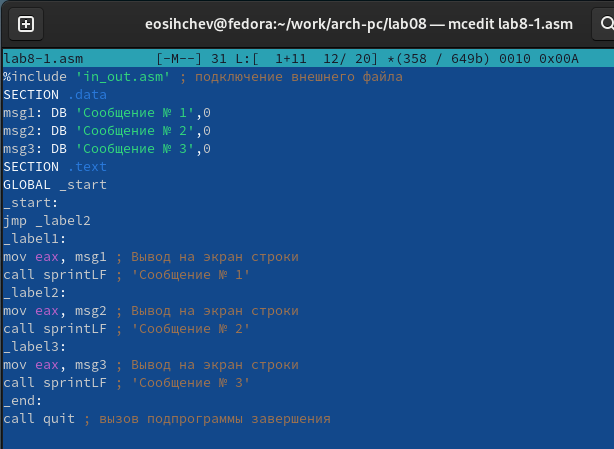 eosihchev@fedora:~/work/arch-pc/lab08 — mcedit lab8-1.asm
lab8-1.asm [-M--] 31 L:[ 1+11 12/ 20] *(358 / 649b) 0010 0x00A
%include 'in_out.asm' ; подключение внешнего файла
SECTION .data
msg1: DB 'Сообщение № 1',0
msg2: DB 'Сообщение № 2',0
msg3: DB 'Сообщение № 3',0
SECTION .text
GLOBAL _start
_start:
jmp _label2
_label1:
mov eax, msg1 ; Вывод на экран строки
call sprintLF ; 'Сообщение № 1'
_label2:
mov eax, msg2 ; Вывод на экран строки
call sprintLF ; 'Сообщение № 2'
_label3:
mov eax, msg3 ; Вывод на экран строки
call sprintLF ; 'Сообщение № 3'
_end:
call quit ; вызов подпрограммы завершения